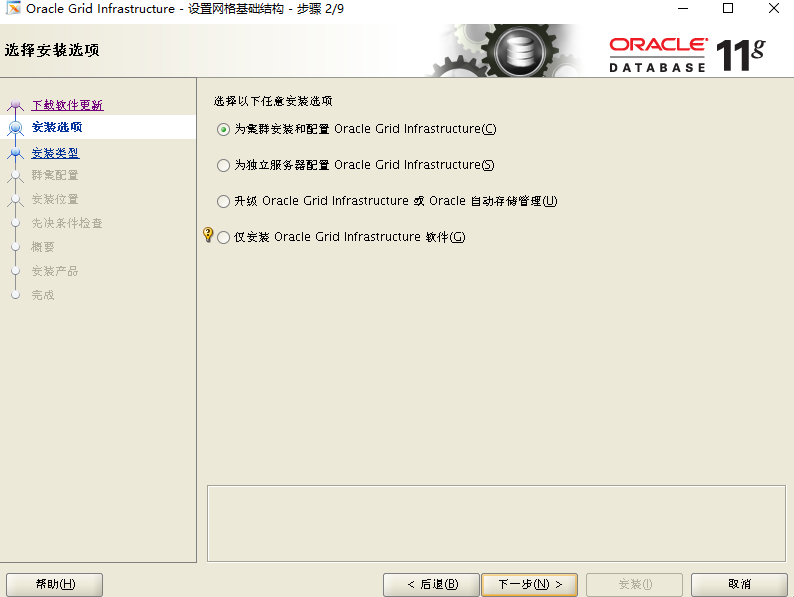 Oracle Grid Infrastructure - 设置网格基础结构 - 步骤 2/9
选择安装选项
ORACLE
DATABASE
11g
下载软件更新
安装选项
安装类型
群集配置
安装位置
先决条件检查
概要
安装产品
完成
选择以下任意安装选项
为集群安装和配置 Oracle Grid Infrastructure(C)
为独立服务器配置 Oracle Grid Infrastructure(S)
升级 Oracle Grid Infrastructure 或 Oracle 自动存储管理(U)
仅安装 Oracle Grid Infrastructure 软件(G)
帮助(H)
< 后退(B)
下一步(N) >
安装(I)
取消